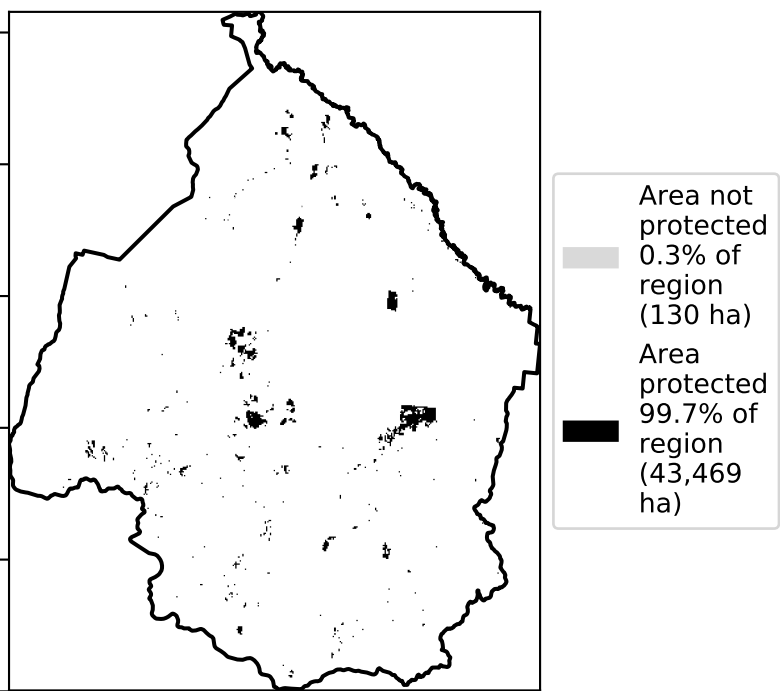 Area not
protected
0.3% of
region
(130 ha)
Area
protected
99.7% of
region
(43,469
ha)